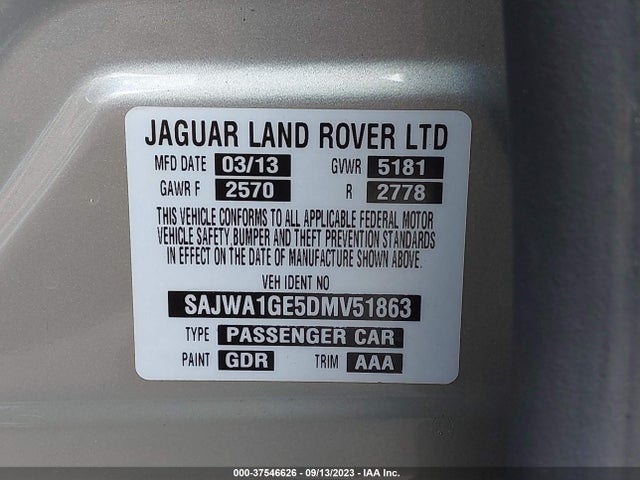 JAGUAR LAND ROVER LTD
MFD DATE 03/13 GVWR 5181
GAWR F 2570 R 2778
THIS VEHICLE CONFORMS TO ALL APPLICABLE FEDERAL MOTOR
VEHICLE SAFETY,BUMPER AND THEFT PREVENTION STANDARDS
IN EFFECT ON THE DATE OF MANUFACTURE SHOWN ABOVE.
VEH IDENT NO
SAJWA1GE5DMV51863
TYPE PASSENGER CAR
PAINT GDR TRIM AAA
000-37546626 - 09/13/2023 - IAA Inc.